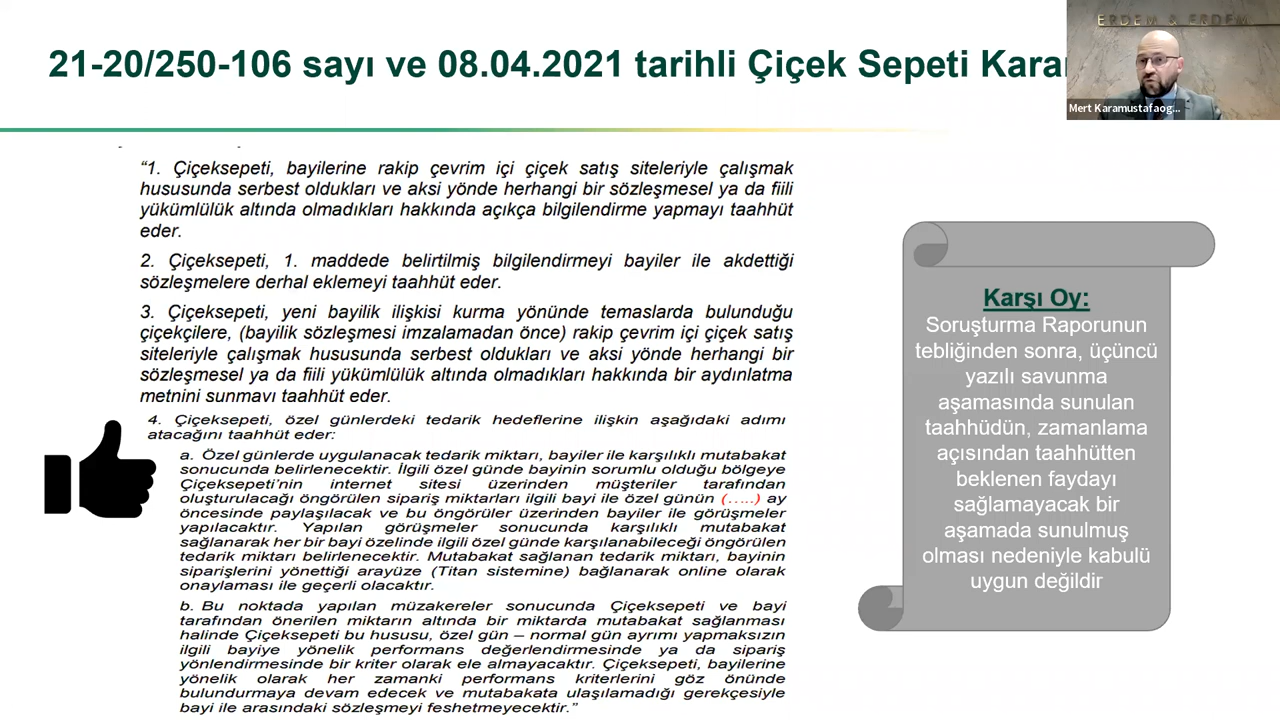 21-20/250-106 sayı ve 08.04.2021 tarihli Çiçek Sepeti
ERDEM & ERDEM
Mert Karamustafaog...
“1. Çiçeksepeti, bayilerine rakip çevrim içi çiçek satış siteleriyle çalışmak
hususunda serbest oldukları ve aksi yönde herhangi bir sözleşmesel ya da fiili
yükümlülük altında olmadıkları hakkında açıkça bilgilendirme yapmayı taahhüt
eder.
2. Çiçeksepeti, 1. maddede belirtilmiş bilgilendirmeyi bayiler ile akdettiği
sözleşmelere derhal eklemeyi taahhüt eder.
3. Çiçeksepeti, yeni bayilik ilişkisi kurma yönünde temaslarda bulunduğu
çiçekçilere, (bayilik sözleşmesi imzalamadan önce) rakip çevrim içi çiçek satış
siteleriyle çalışmak hususunda serbest oldukları ve aksi yönde herhangi bir
sözleşmesel ya da fiili yükümlülük altında olmadıkları hakkında bir aydınlatma
metnini sunmayı taahhüt eder.
4. Çiçeksepeti, özel günlerdeki tedarik hedeflerine ilişkin aşağıdaki adımı
atacağını taahhüt eder:
a. Özel günlerde uygulanacak tedarik miktarı, bayiler ile karşılıklı mutabakat
sonucunda belirlenecektir. İlgili özel günde bayinin sorumlu olduğu bölgeye
Çiçeksepeti’nin internet sitesi üzerinden müşteriler tarafından
oluşturulacağı öngörülen sipariş miktarları ilgili bayi ile özel günün (…..) ay
öncesinde paylaşılacak ve bu öngörüler üzerinden bayiler ile görüşmeler
yapılacaktır. Yapılan görüşmeler sonucunda karşılıklı mutabakat
sağlanarak her bir bayi özelinde ilgili özel günde karşılanabileceği öngörülen
tedarik miktarı belirlenecektir. Mutabakat sağlanan tedarik miktarı, bayinin
siparişlerini yönettiği arayüze (Titan sistemine) bağlanarak online olarak
onaylaması ile geçerli olacaktır.
b. Bu noktada yapılan müzakereler sonucunda Çiçeksepeti ve bayi
tarafından önerilen miktarın altında bir miktarda mutabakat sağlanması
halinde Çiçeksepeti bu hususu, özel gün – normal gün ayrımı yapmaksızın
ilgili bayiye yönelik performans değerlendirmesinde ya da sipariş
yönlendirmesinde bir kriter olarak ele almayacaktır. Çiçeksepeti, bayilerine
yönelik olarak her zamanki performans kriterlerini göz önünde
bulundurmaya devam edecek ve mutabakata ulaşılamadığı gerekçesiyle
bayi ile arasındaki sözleşmeyi feshetmeyecektir.”
Karşı Oy:
Soruşturma Raporunun
tebliğinden sonra, üçüncü
yazılı savunma
aşamasında sunulan
taahhüdün, zamanlama
açısından taahhütten
beklenen faydayı
sağlamayacak bir
aşamada sunulmuş
olması nedeniyle kabulü
uygun değildir